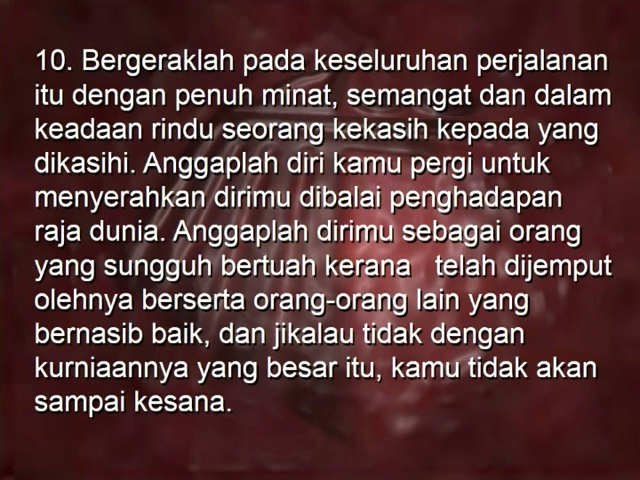 10. Bergeraklah pada keseluruhan perjalanan
itu dengan penuh minat, semangat dan dalam
keadaan rindu seorang kekasih kepada yang
dikasihi. Anggaplah diri kamu pergi untuk
menyerahkan dirimu dibalai penghadapan
raja dunia. Anggaplah dirimu sebagai orang
yang sungguh bertuah kerana   telah dijemput
olehnya berserta orang-orang lain yang
bernasib baik, dan jikalau tidak dengan
kurniaannya yang besar itu, kamu tidak akan
sampai kesana.